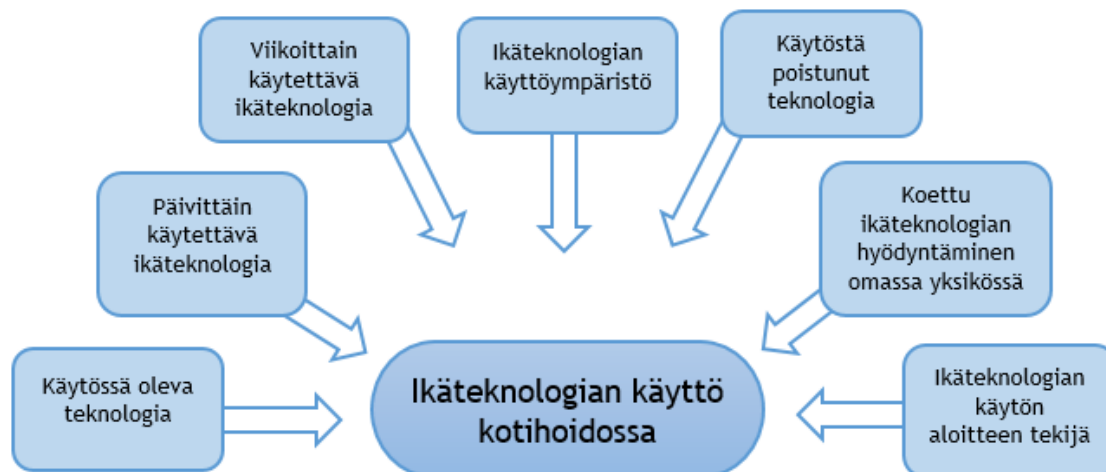 Viikoittain
käytettävä
ikäteknologia
Ikäteknologian
käyttöympäristö
Käytöstä
poistunut
teknologia
Päivittäin
käytettävä
ikäteknologia
Koettu
ikäteknologian
hyödyntäminen
omassa yksikössä
Käytössä oleva
teknologia
Ikäteknologian käyttö
kotihoidossa
Ikäteknologian
käytön
aloitteen tekijä